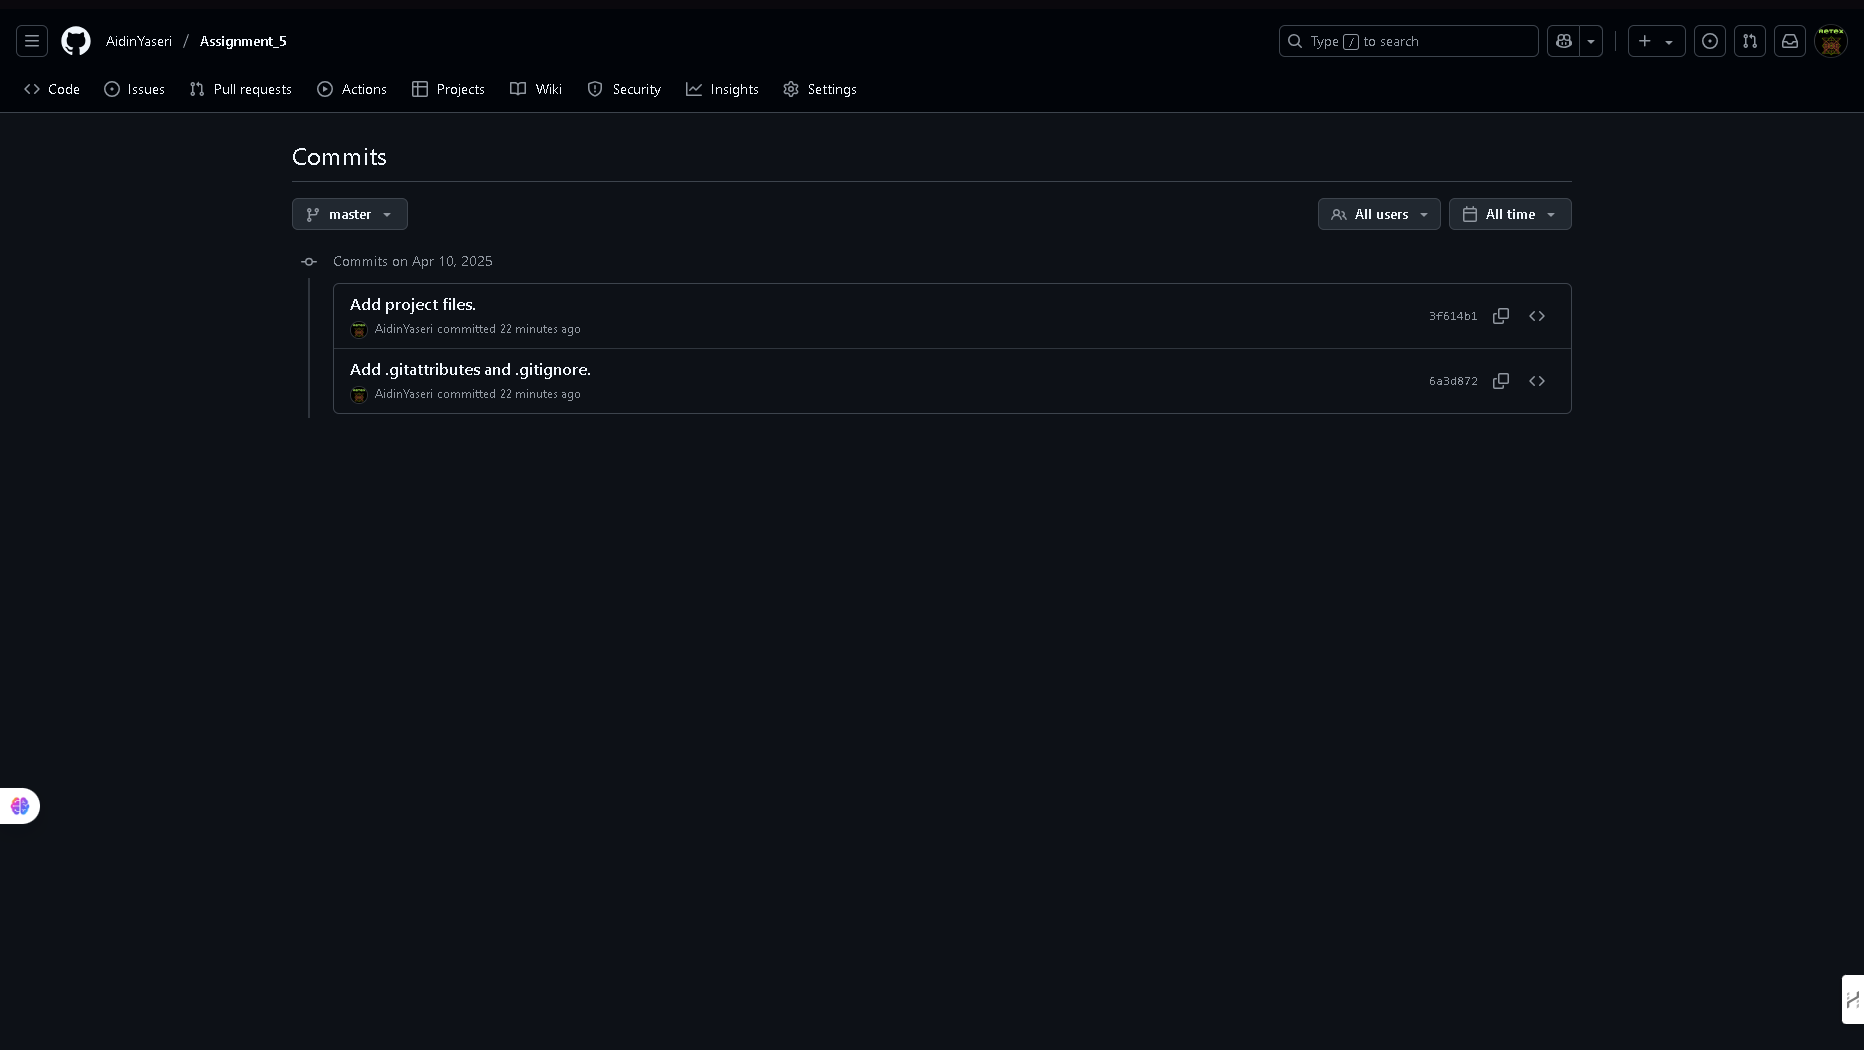 AidinYaseri / Assignment_5
Type / to search
Code Issues Pull requests Actions Projects Wiki Security Insights Settings
Commits
master All users All time
Commits on Apr 10, 2025
Add project files.
AidinYaseri committed 22 minutes ago
3f614b1
Add .gitattributes and .gitignore.
AidinYaseri committed 22 minutes ago
6a3d872